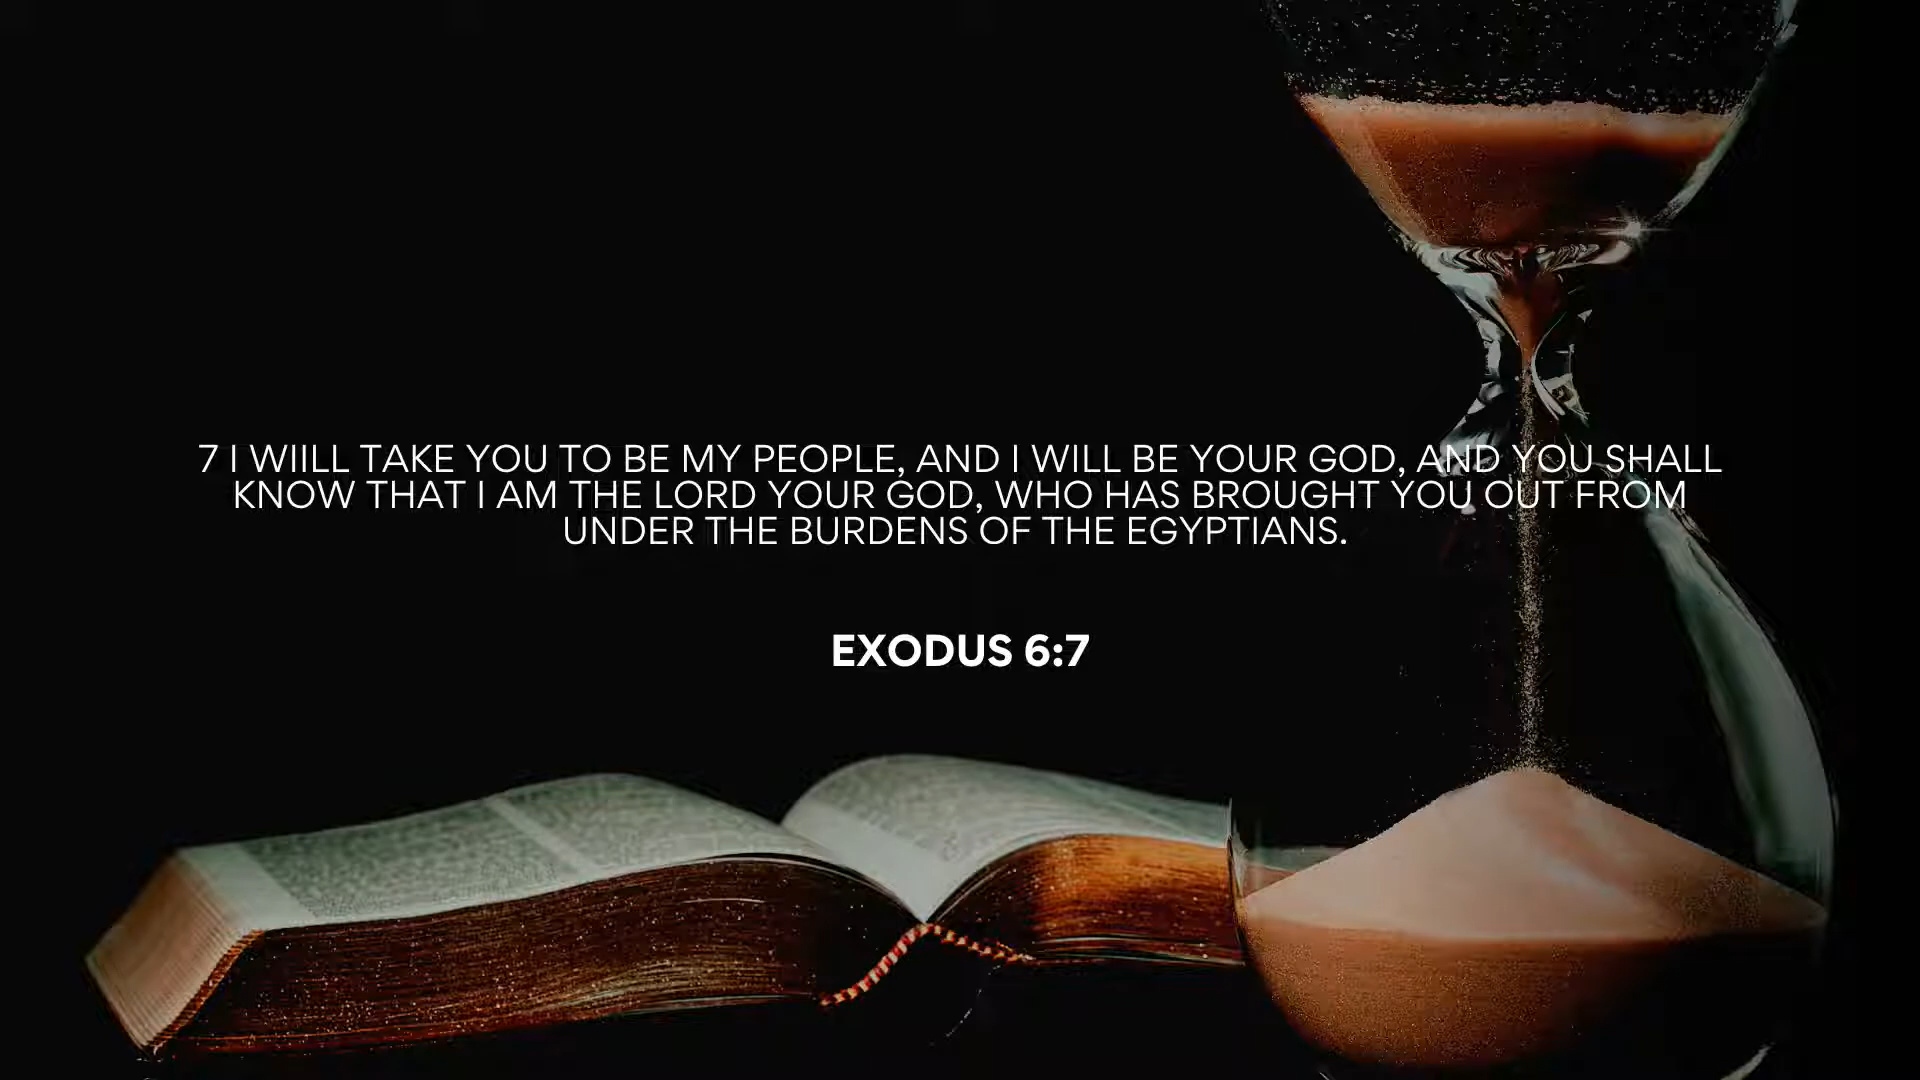 7 I WIILL TAKE YOU TO BE MY PEOPLE, AND I WILL BE YOUR GOD, AND YOU SHALL
KNOW THAT I AM THE LORD YOUR GOD, WHO HAS BROUGHT YOU OUT FROM
UNDER THE BURDENS OF THE EGYPTIANS.
EXODUS 6:7